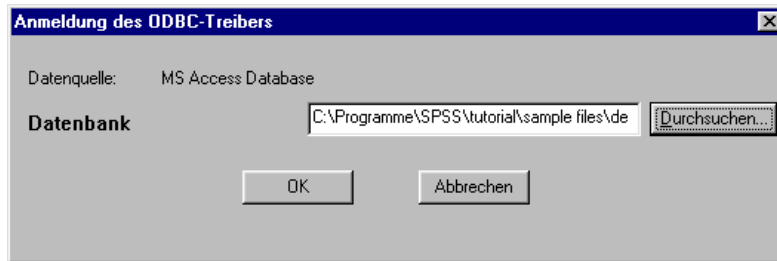 Anmeldung des ODBC-Treibers
Datenquelle: MS Access Database
Datenbank C:\Programme\SPSS\tutorial\sample files\de Durchsuchen...
OK Abbrechen